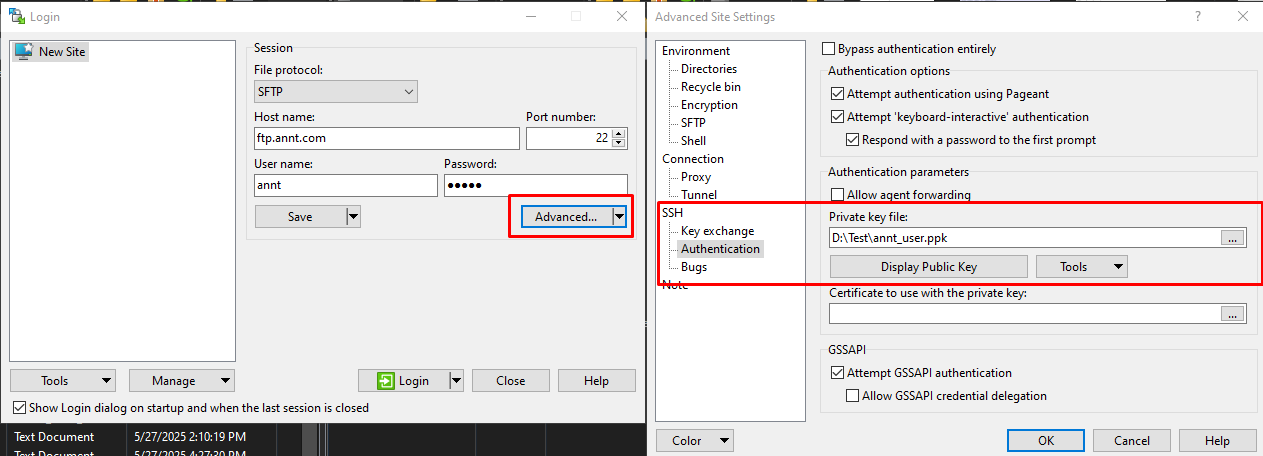 Login
New Site
Session
File protocol:
SFTP
Host name:
Port number:
ftp.annt.com
22
User name:
Password:
annt
●●●●●
Save
Advanced...
Tools
Manage
Login
Close
Help
Show Login dialog on startup and when the last session is closed
Text Document
5/27/2025 2:10:19 PM
Text Document
5/27/2025 4:27:30 PM
Advanced Site Settings
?
Environment
Directories
Recycle bin
Encryption
SFTP
Shell
Connection
Proxy
Tunnel
SSH
Key exchange
Authentication
Bugs
Note
Bypass authentication entirely
Authentication options
Attempt authentication using Pageant
Attempt 'keyboard-interactive' authentication
Respond with a password to the first prompt
Authentication parameters
Allow agent forwarding
Private key file:
D:\Test\annt_user.ppk
...
Display Public Key
Tools
Certificate to use with the private key:
...
GSSAPI
Attempt GSSAPI authentication
Allow GSSAPI credential delegation
Color
OK
Cancel
Help